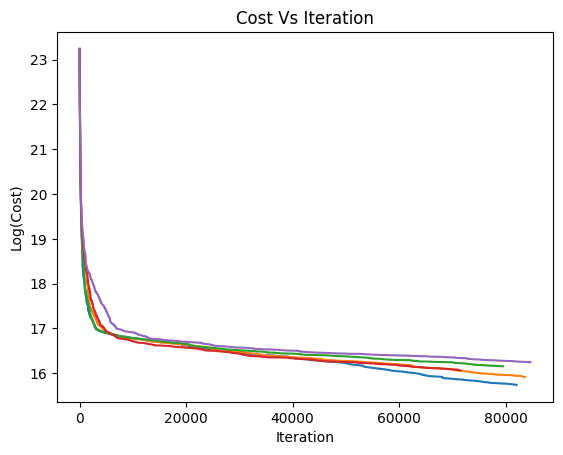 Cost Vs Iteration
Log(Cost)
23
22
21
20
19
18
17
16
0 20000 40000 60000 80000
Iteration